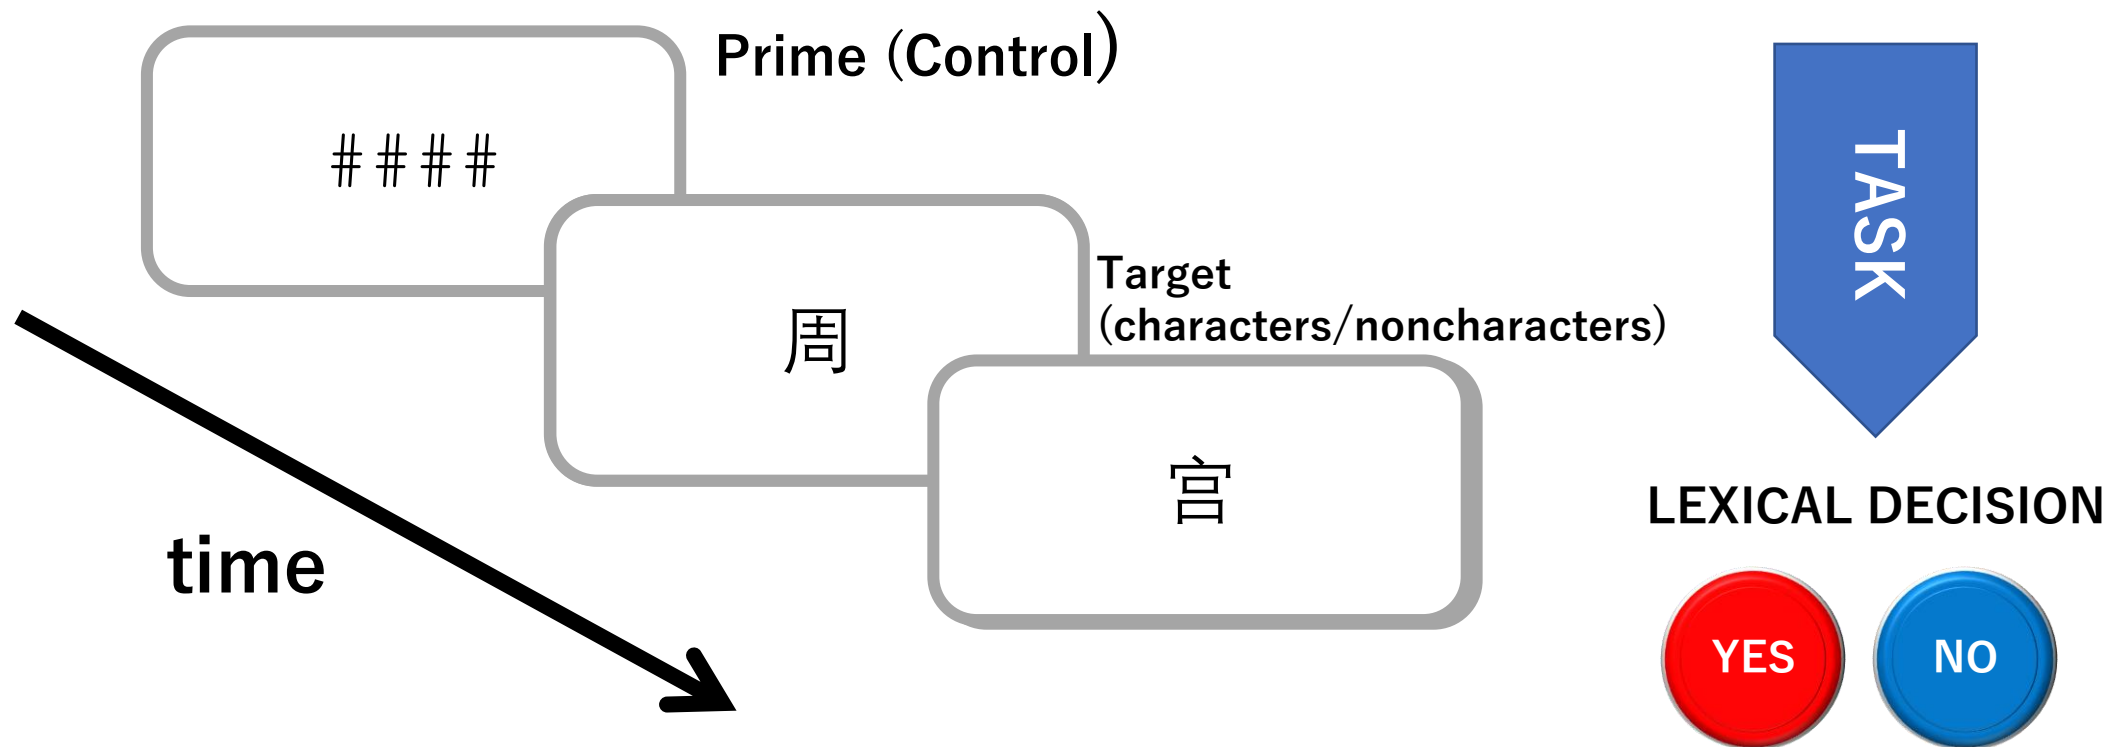 Prime (Control)
####
周
Target
(characters/noncharacters)
宫
time
TASK
LEXICAL DECISION
YES
NO